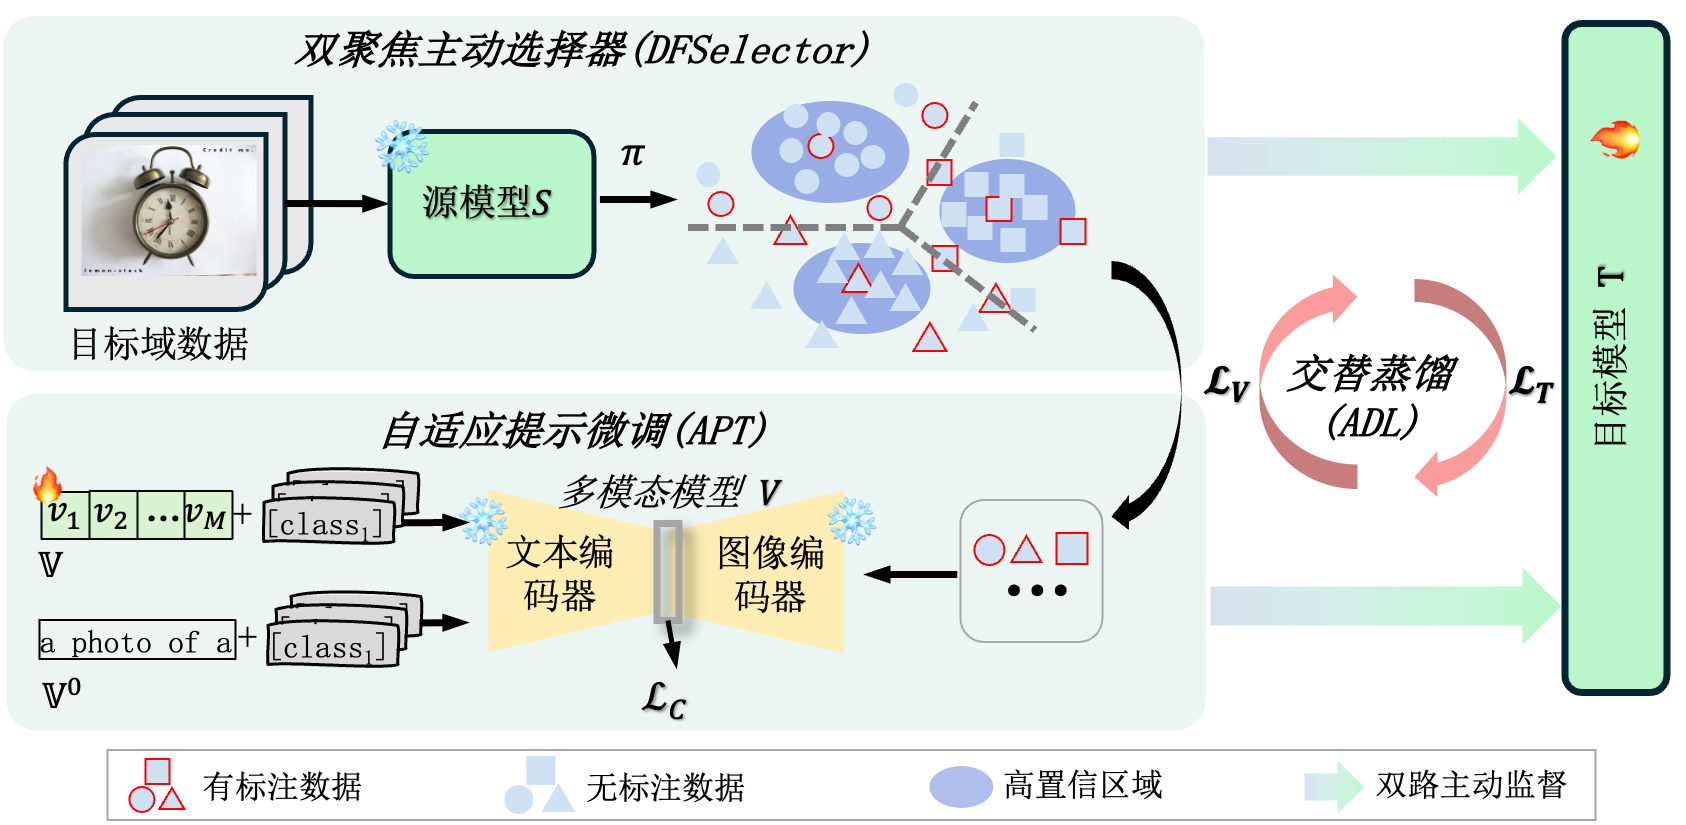 双聚焦主动选择器(DFSelector)
Credit me.
lemon-stock
目标域数据
源模型S
π
自适应提示微调(APT)
v1 v2 ...vM + [class1]
𝕍
a photo of a + [class1]
𝕍0
多模态模型 V
文本编
码器
图像编
码器
ℒC
...
ℒV
交替蒸馏
(ADL)
ℒT
目标模型 T
有标注数据
无标注数据
高置信区域
双路主动监督